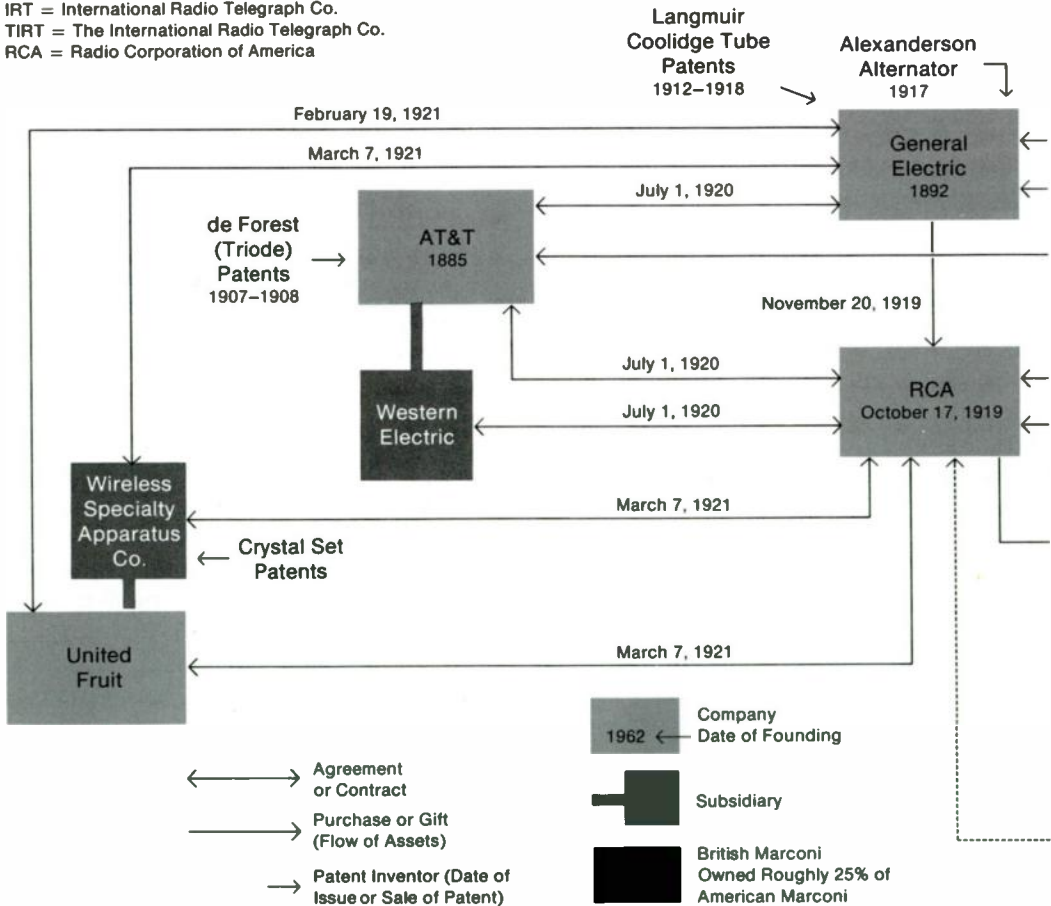 IRT = International Radio Telegraph Co.
TIRT = The International Radio Telegraph Co.
RCA = Radio Corporation of America
Langmuir
Coolidge Tube
Patents
1912–1918
Alexanderson
Alternator
1917
February 19, 1921
March 7, 1921
July 1, 1920
General
Electric
1892
de Forest
(Triode)
Patents
1907–1908
AT&T
1885
November 20, 1919
July 1, 1920
July 1, 1920
RCA
October 17, 1919
Western
Electric
Wireless
Specialty
Apparatus
Co.
March 7, 1921
Crystal Set
Patents
United
Fruit
March 7, 1921
Agreement
or Contract
Purchase or Gift
(Flow of Assets)
Patent Inventor (Date of
Issue or Sale of Patent)
1962
Company
Date of Founding
Subsidiary
British Marconi
Owned Roughly 25% of
American Marconi